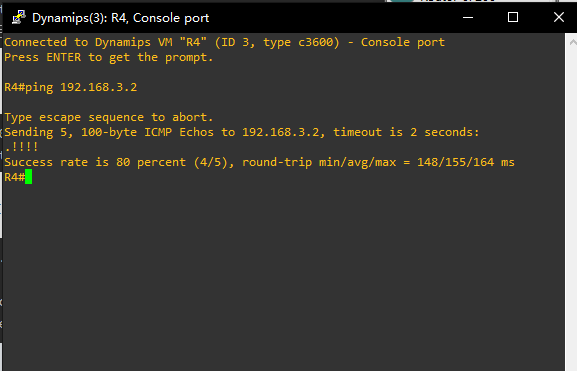 Dynamips(3): R4, Console port
Connected to Dynamips VM "R4" (ID 3, type c3600) - Console port
Press ENTER to get the prompt.
R4#ping 192.168.3.2
Type escape sequence to abort.
Sending 5, 100-byte ICMP Echos to 192.168.3.2, timeout is 2 seconds:
.!!!!
Success rate is 80 percent (4/5), round-trip min/avg/max = 148/155/164 ms
R4#